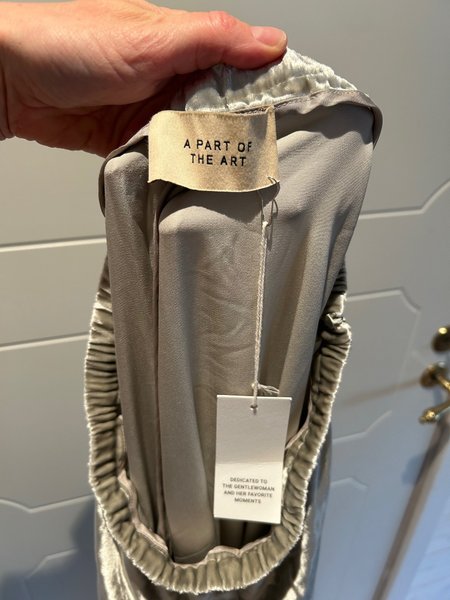 A PART OF
THE ART
DEDICATED TO
THE GENTLEWOMAN
AND HER FAVORITE
MOMENTS